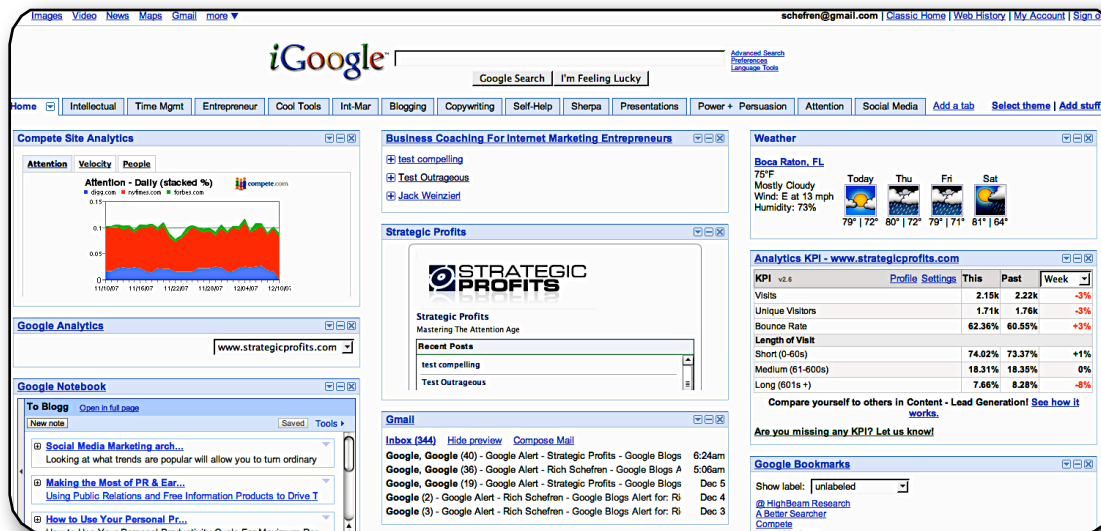 Images Video News Maps Gmail more ▼
schefren@gmail.com | Classic Home | Web History | My Account | Sign
iGoogle™
Advanced Search
Preferences
Language Tools
Google Search I'm Feeling Lucky
Home Intellectual Time Mgmt Entrepreneur Cool Tools Int-Mar Blogging Copywriting Self-Help Sherpa Presentations Power + Persuasion Attention Social Media Add a tab Select theme | Add stuff
Compete Site Analytics
Attention Velocity People
Attention - Daily (stacked %)
compete.com
digg.com nytimes.com forbes.com
0.15
0.1
0.05
0
11/10/07 11/16/07 11/22/07 11/28/07 12/04/07 12/10/07
Google Analytics
www.strategicprofits.com
Google Notebook
To Blogg Open in full page
New note Saved Tools
Social Media Marketing arch...
Looking at what trends are popular will allow you to turn ordinary
Making the Most of PR & Ear...
Using Public Relations and Free Information Products to Drive T
How to Use Your Personal Pr...
Business Coaching For Internet Marketing Entrepreneurs
test compelling
Test Outrageous
Jack Weinzierl
Strategic Profits
STRATEGIC
PROFITS
Strategic Profits
Mastering The Attention Age
Recent Posts
test compelling
Test Outrageous
Gmail
Inbox (344) Hide preview Compose Mail
Google, Google (40) - Google Alert - Strategic Profits - Google Blogs 6:24am
Google, Google (36) - Google Alert - Rich Schefren - Google Blogs A 5:06am
Google, Google (19) - Google Alert - Strategic Profits - Google Blogs Dec 5
Google (2) - Google Alert - Rich Schefren - Google Blogs Alert for: Ri Dec 4
Google (3) - Google Alert - Rich Schefren - Google Blogs Alert for: Ri Dec 3
Weather
Boca Raton, FL
75°F
Mostly Cloudy
Wind: E at 13 mph
Humidity: 73%
Today Thu Fri Sat
79° | 72° 80° | 72° 79° | 71° 81° | 64°
Analytics KPI - www.strategicprofits.com
KPI v2.6 Profile Settings This Past Week
Visits 2.15k 2.22k -3%
Unique Visitors 1.71k 1.76k -3%
Bounce Rate 62.36% 60.55% +3%
Length of Visit
Short (0-60s) 74.02% 73.37% +1%
Medium (61-600s) 18.31% 18.35% 0%
Long (601s +) 7.66% 8.28% -8%
Compare yourself to others in Content - Lead Generation! See how it
works.
Are you missing any KPI? Let us know!
Google Bookmarks
Show label: unlabeled
@ HighBeam Research
A Better Searcher
Compete